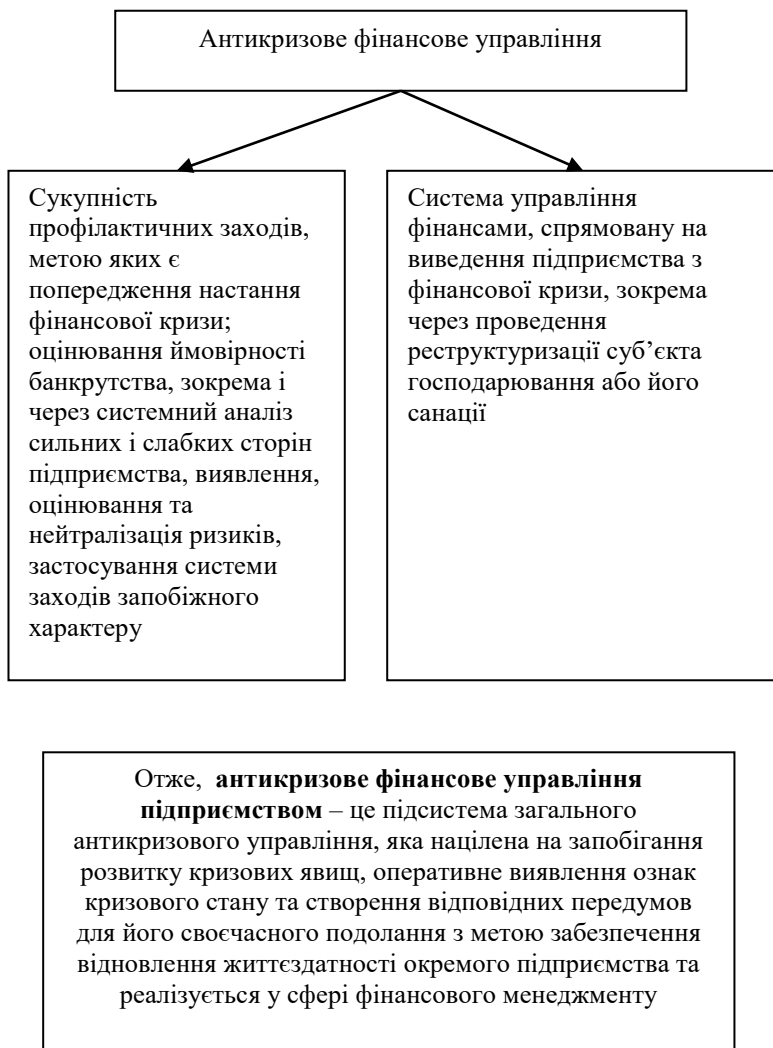 Антикризове фінансове управління
Сукупність
профілактичних заходів,
метою яких є
попередження настання
фінансової кризи;
оцінювання ймовірності
банкрутства, зокрема і
через системний аналіз
сильних і слабких сторін
підприємства, виявлення,
оцінювання та
нейтралізація ризиків,
застосування системи
заходів запобіжного
характеру
Система управління
фінансами, спрямовану на
виведення підприємства з
фінансової кризи, зокрема
через проведення
реструктуризації суб’єкта
господарювання або його
санації
Отже, антикризове фінансове управління
підприємством – це підсистема загального
антикризового управління, яка націлена на запобігання
розвитку кризових явищ, оперативне виявлення ознак
кризового стану та створення відповідних передумов
для його своєчасного подолання з метою забезпечення
відновлення життєздатності окремого підприємства та
реалізується у сфері фінансового менеджменту